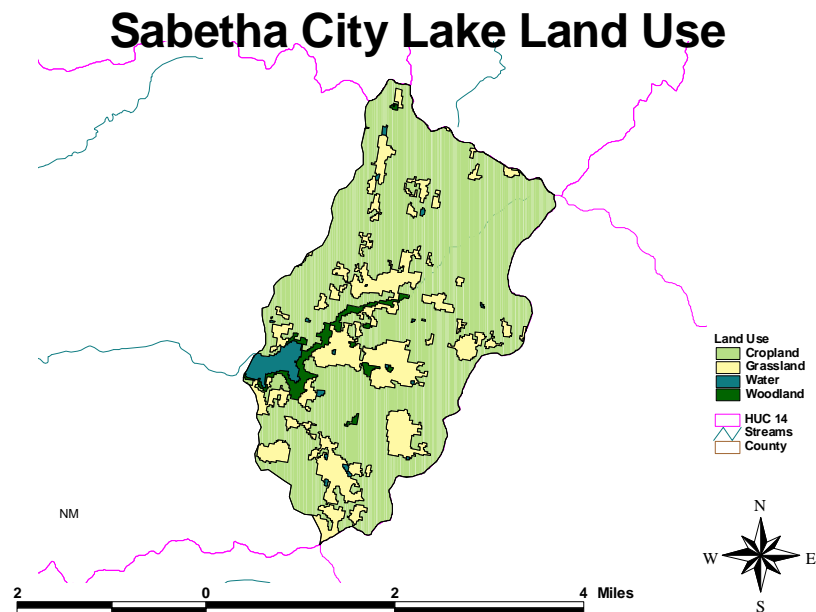 Sabetha City Lake Land Use
Land Use
Cropland
Grassland
Water
Woodland
HUC 14
Streams
County
NM
N
W E
S
2 0 2 4 Miles